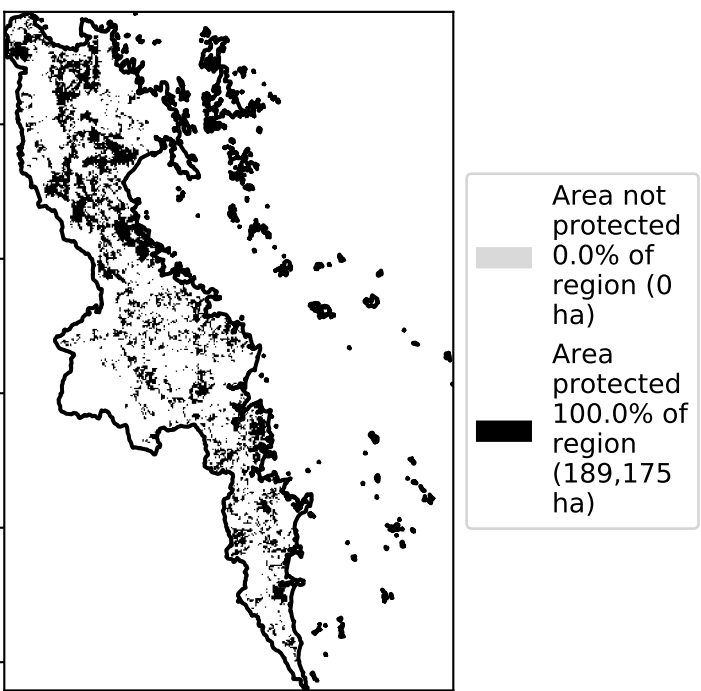 Area not
protected
0.0% of
region (0
ha)
Area
protected
100.0% of
region
(189,175
ha)